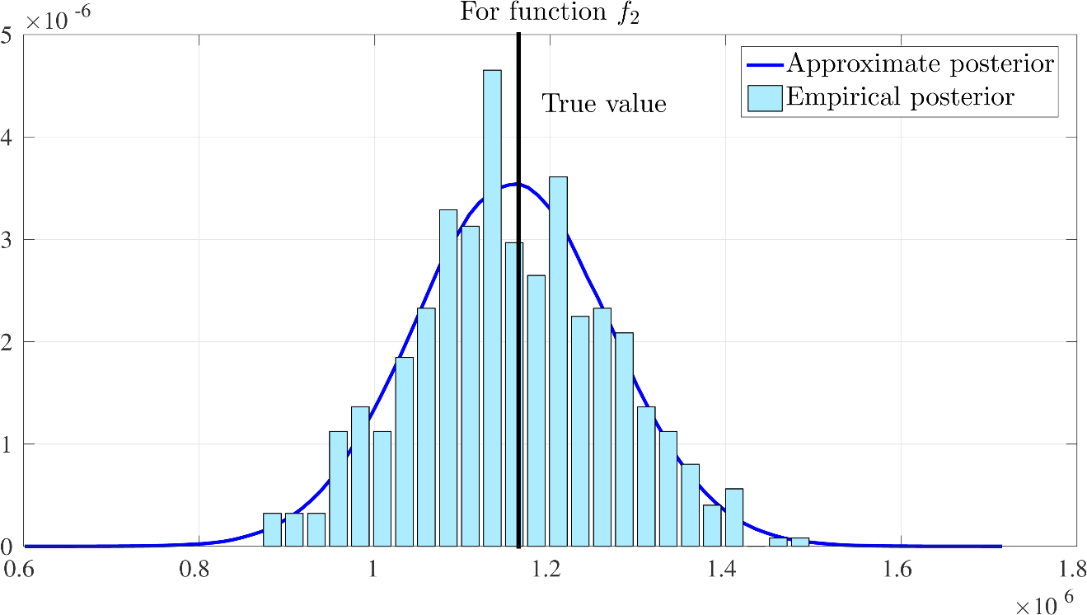 For function f₂
×10⁻⁶
5
4
3
2
1
0
True value
Approximate posterior
Empirical posterior
0.6 0.8 1 1.2 1.4 1.6 1.8
×10⁶